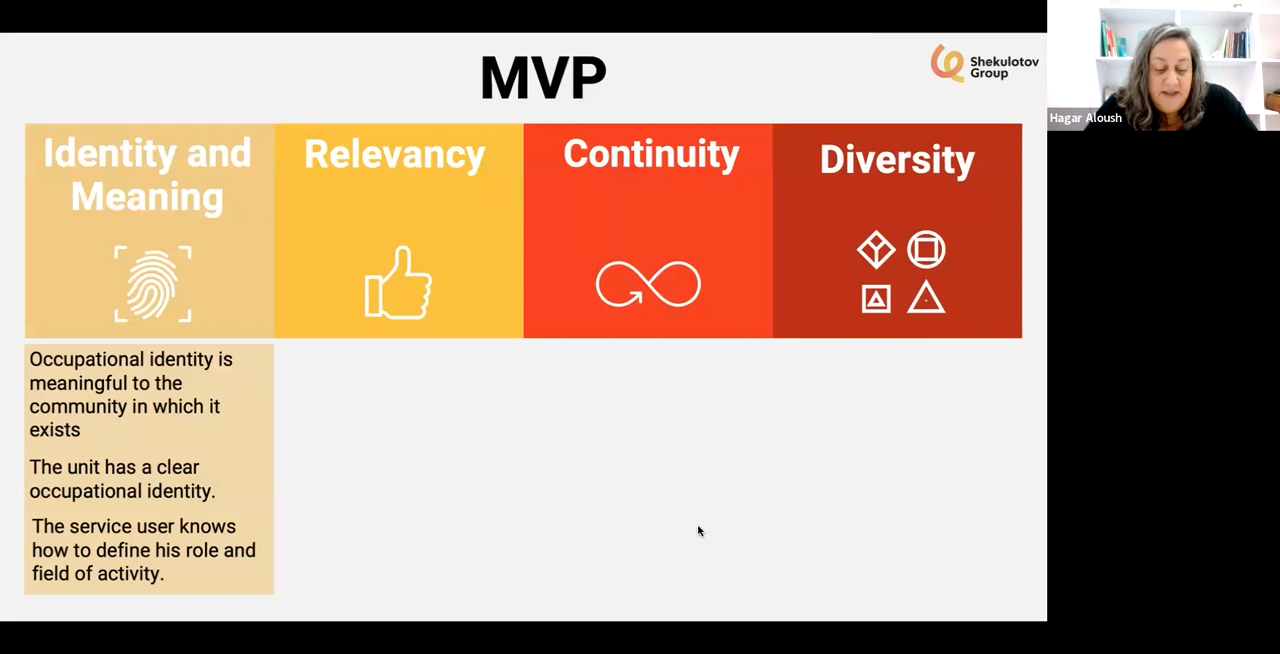 MVP
Shekulotov
Group
Hagar Aloush
Identity and
Meaning
Relevancy
Continuity
Diversity
Occupational identity is
meaningful to the
community in which it
exists
The unit has a clear
occupational identity.
The service user knows
how to define his role and
field of activity.